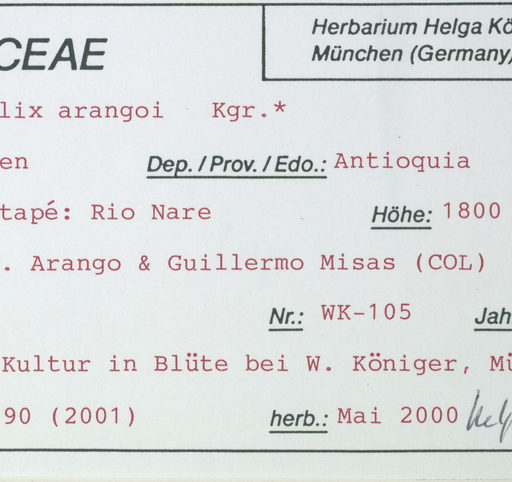 CEAE
Herbarium Helga Kö
München (Germany)
lix arangoi Kgr.*
en Dep. / Prov. / Edo.: Antioquia
tapé: Rio Nare Höhe: 1800
. Arango & Guillermo Misas (COL)
Nr.: WK-105 Jah
Kultur in Blüte bei W. Königer, Mü
90 (2001) herb.: Mai 2000